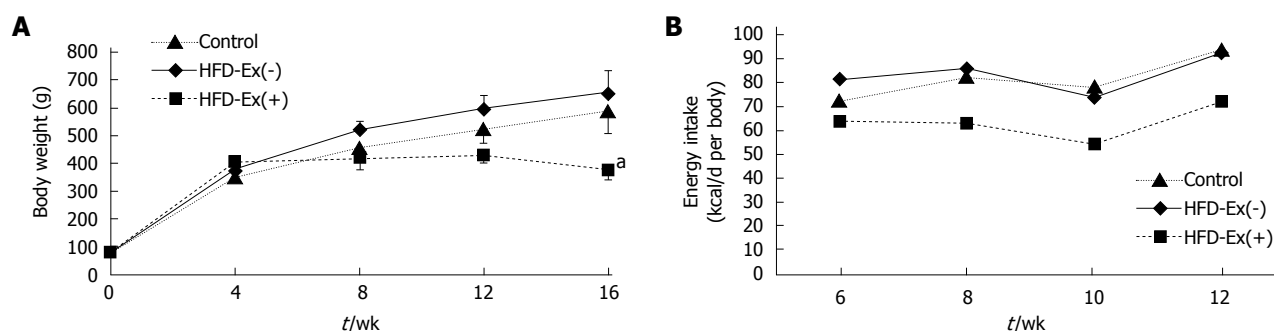 A
Control
HFD-Ex(-)
HFD-Ex(+)
Body weight (g)
800
700
600
500
400
300
200
100
0
a
0 4 8 12 16
t/wk
B
Energy intake
(kcal/d per body)
100
90
80
70
60
50
40
30
20
10
0
Control
HFD-Ex(-)
HFD-Ex(+)
6 8 10 12
t/wk